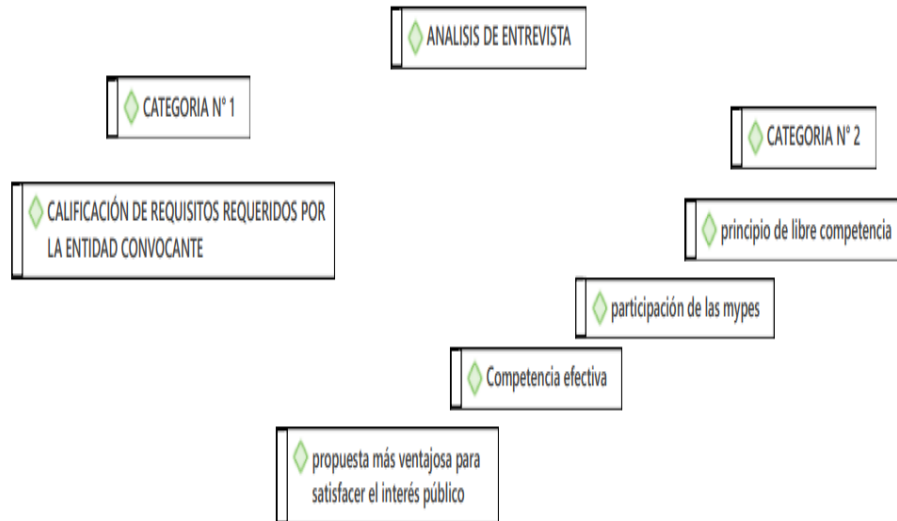 ANALISIS DE ENTREVISTA
CATEGORIA N° 1
CATEGORIA N° 2
CALIFICACIÓN DE REQUISITOS REQUERIDOS POR
LA ENTIDAD CONVOCANTE
principio de libre competencia
participación de las mypes
Competencia efectiva
propuesta más ventajosa para
satisfacer el interés público